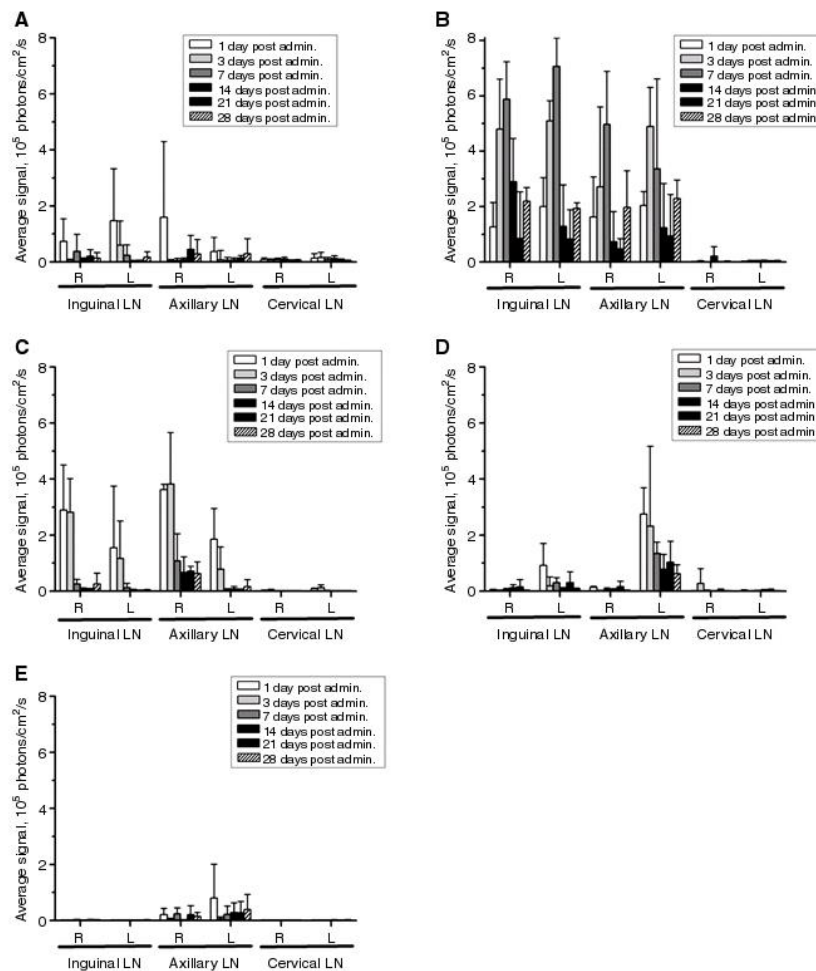 A
Average signal, 10⁵ photons/cm²/s
8
6
4
2
0
1 day post admin.
3 days post admin.
7 days post admin.
14 days post admin.
21 days post admin.
28 days post admin.
R L R L R L
Inguinal LN Axillary LN Cervical LN
B
Average signal, 10⁵ photons/cm²/s
8
6
4
2
0
1 day post admin.
3 days post admin.
7 days post admin.
14 days post admin
21 days post admin
28 days post admin
R L R L R L
Inguinal LN Axillary LN Cervical LN
C
Average signal, 10⁵ photons/cm²/s
8
6
4
2
0
1 day post admin.
3 days post admin.
7 days post admin.
14 days post admin.
21 days post admin.
28 days post admin.
R L R L R L
Inguinal LN Axillary LN Cervical LN
D
Average signal, 10⁵ photons/cm²/s
8
6
4
2
0
1 day post admin.
3 days post admin.
7 days post admin.
14 days post admin
21 days post admin
28 days post admin
R L R L R L
Inguinal LN Axillary LN Cervical LN
E
Average signal, 10⁵ photons/cm²/s
8
6
4
2
0
1 day post admin.
3 days post admin.
7 days post admin.
14 days post admin.
21 days post admin.
28 days post admin.
R L R L R L
Inguinal LN Axillary LN Cervical LN